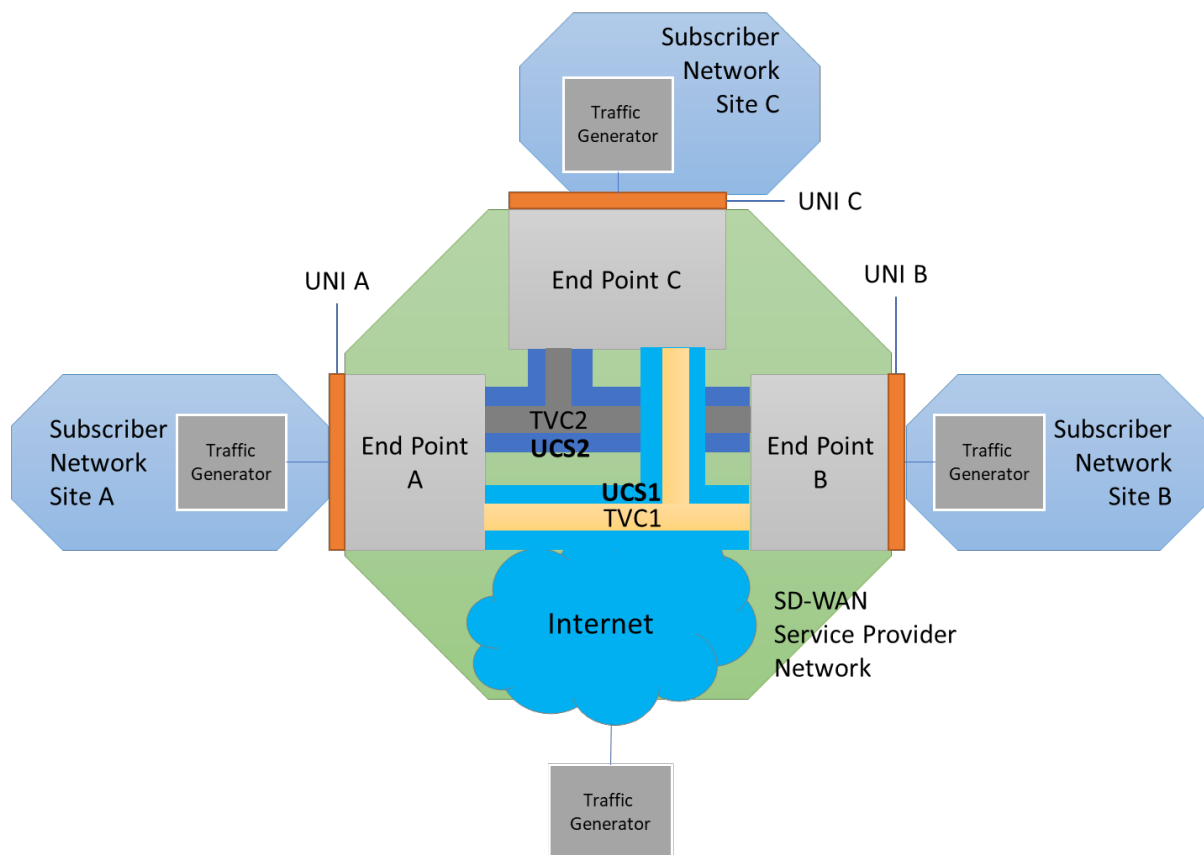 Subscriber
Network
Site C
Traffic
Generator
UNI C
End Point C
UNI A
UNI B
Subscriber
Network
Site A
Traffic
Generator
End Point
A
TVC2
UCS2
UCS1
TVC1
End Point
B
Traffic
Generator
Subscriber
Network
Site B
Internet
SD-WAN
Service Provider
Network
Traffic
Generator